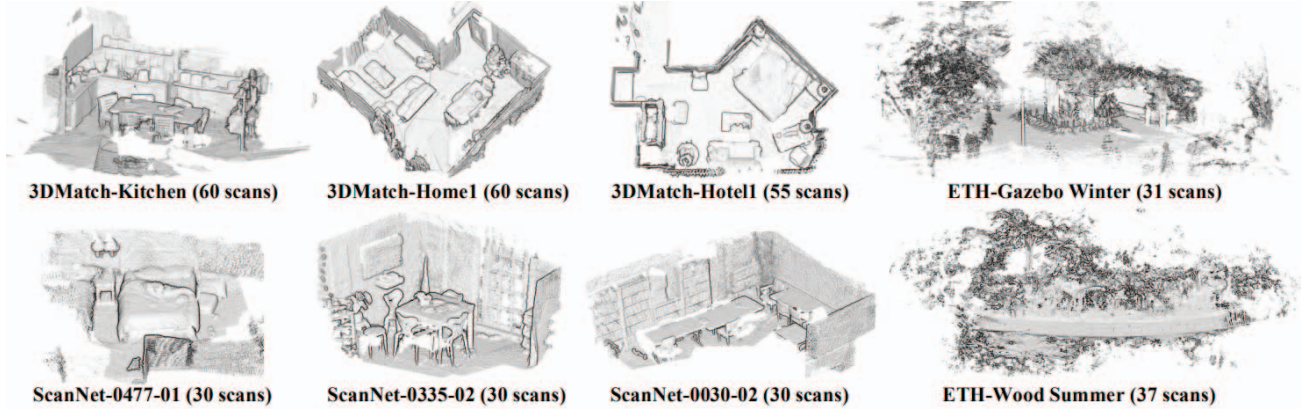 3DMatch-Kitchen (60 scans)
3DMatch-Home1 (60 scans)
3DMatch-Hotel1 (55 scans)
ETH-Gazebo Winter (31 scans)
ScanNet-0477-01 (30 scans)
ScanNet-0335-02 (30 scans)
ScanNet-0030-02 (30 scans)
ETH-Wood Summer (37 scans)